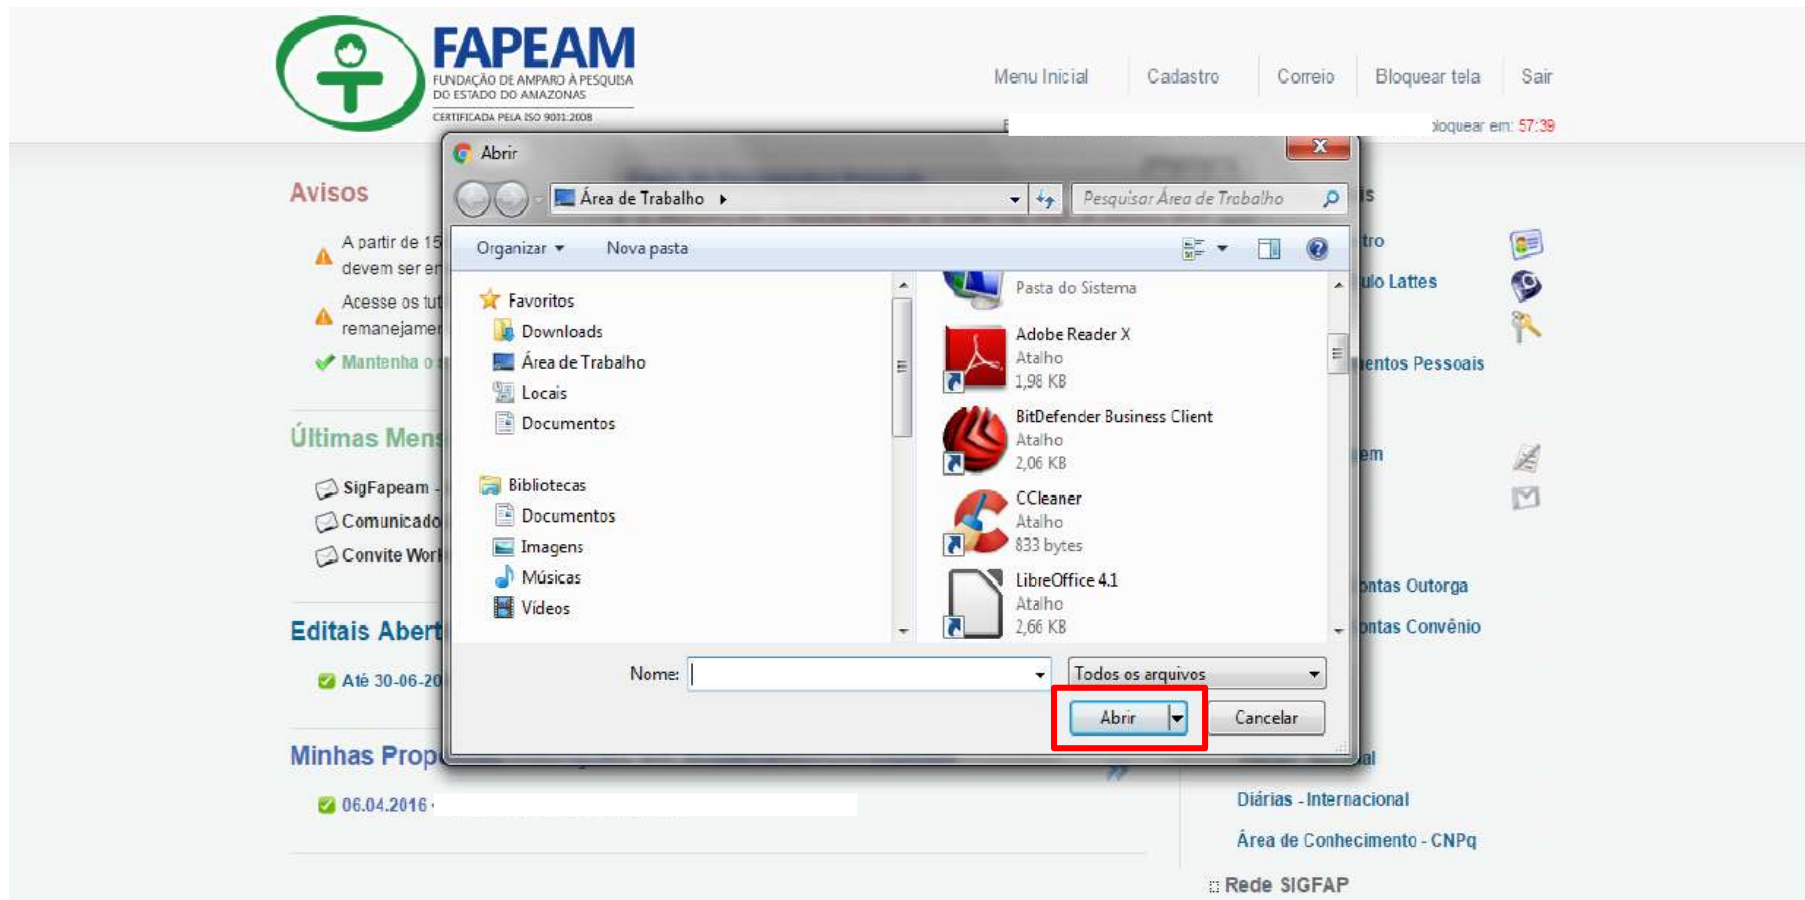 FAPEAM
FUNDAÇÃO DE AMPARO À PESQUISA
DO ESTADO DO AMAZONAS
CERTIFICADA PELA ISO 9001:2008
Menu Inicial Cadastro Correio Bloquear tela Sair
bloquear em: 57:39
Abrir
X
Área de Trabalho
Pesquisar Área de Trabalho
Organizar Nova pasta
Favoritos
Downloads
Área de Trabalho
Locais
Documentos
Bibliotecas
Documentos
Imagens
Músicas
Vídeos
Pasta do Sistema
Adobe Reader X
Atalho
1,98 KB
BitDefender Business Client
Atalho
2,06 KB
CCleaner
Atalho
833 bytes
LibreOffice 4.1
Atalho
2,66 KB
Nome:
Todos os arquivos
Abrir Cancelar
Avisos
A partir de 15
devem ser en
Acesse os tut
remanejamen
Mantenha o s
Últimas Mens
SigFapeam -
Comunicado
Convite Work
Editais Abert
Até 30-06-20
Minhas Prop
06.04.2016
is
tro
ulo Lattes
entos Pessoais
em
ontas Outorga
ontas Convênio
al
Diárias - Internacional
Área de Conhecimento - CNPq
Rede SIGFAP